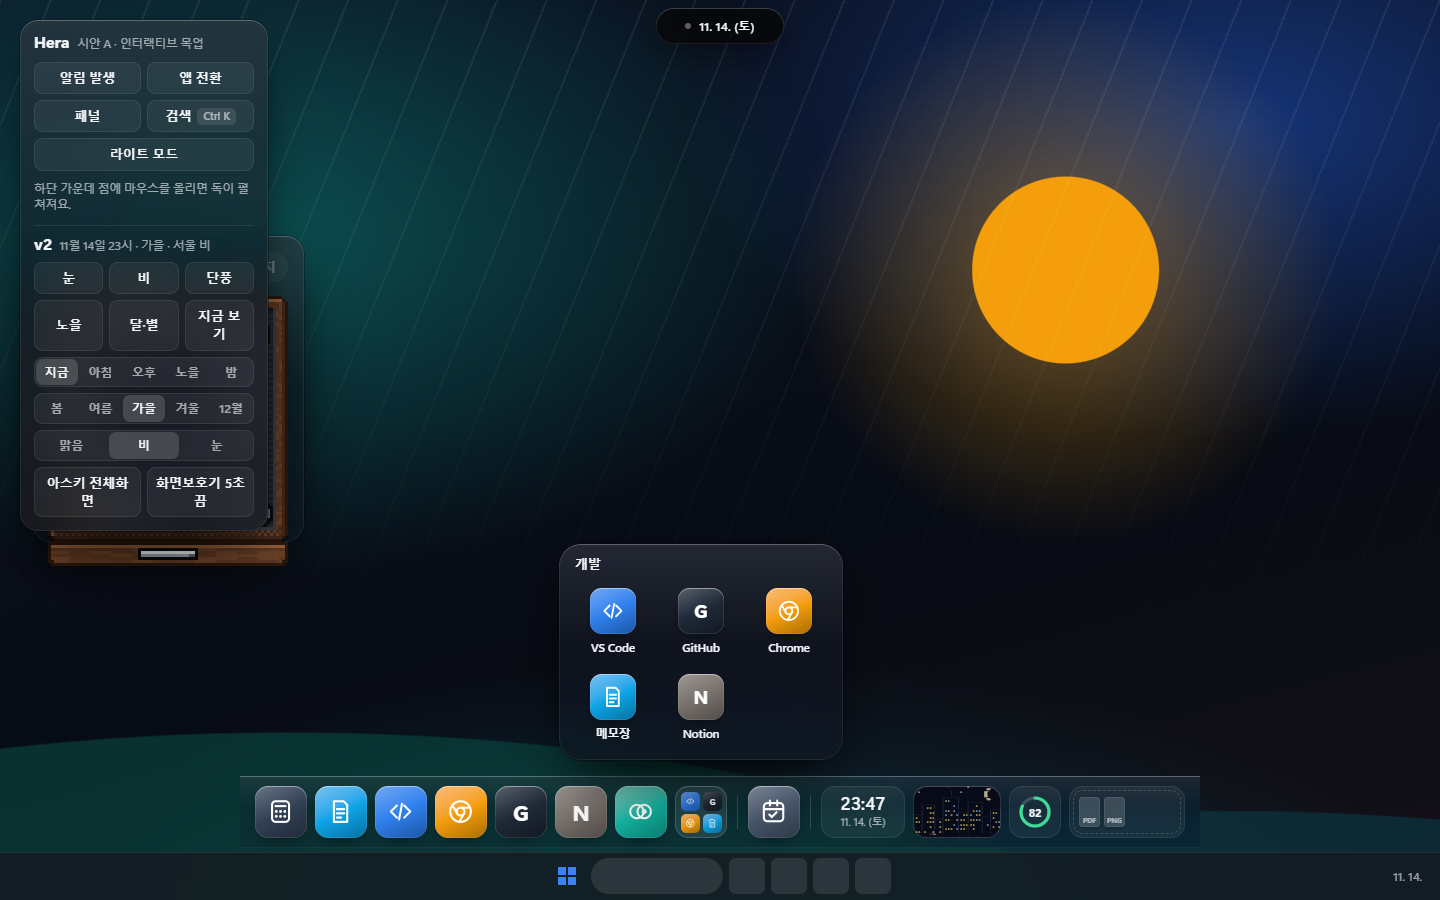 11. 14. (토)
Hera 시안 A · 인터랙티브 목업
알림 발생 앱 전환
패널 검색 Ctrl K
라이트 모드
하단 가운데 점에 마우스를 올리면 독이 펼
쳐져요.
v2 11월 14일 23시 · 가을 · 서울 비
눈 비 단풍
노을 달·별 지금 보
기
지금 아침 오후 노을 밤
봄 여름 가을 겨울 12월
맑음 비 눈
아스키 전체화
면
화면보호기 5초
끔
개발
VS Code GitHub Chrome
메모장 Notion
G
N
G
N
G
23:47
11. 14. (토)
82
PDF PNG
11. 14.